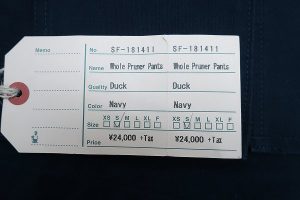 Memo
No SF-181411 SF-181411
Name Whole Pruner Pants Whole Pruner Pants
Quality Duck Duck
Color Navy Navy
XS S M L XL F XS S M L XL F
Size
Price ¥24,000 +Tax ¥24,000 +Tax